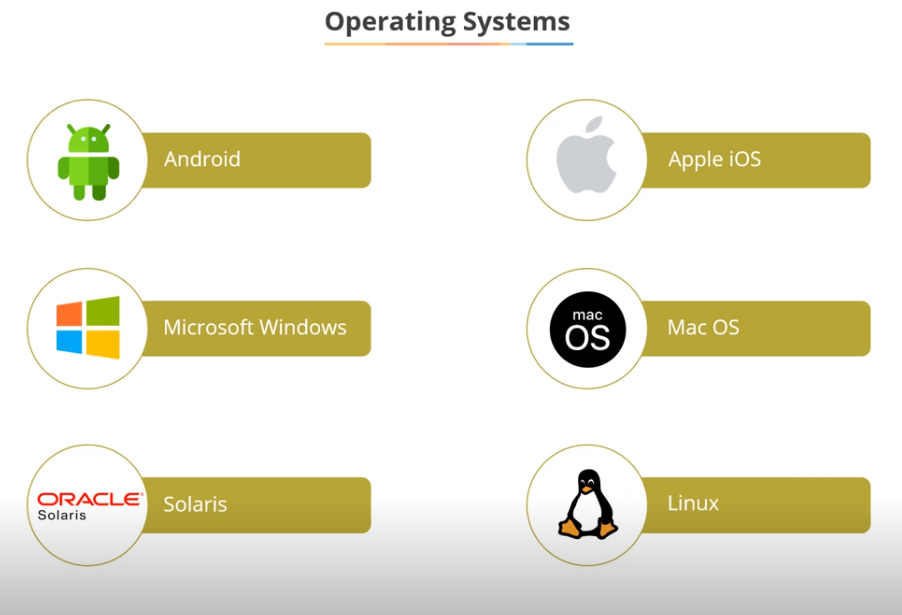 Operating Systems
Android
Apple iOS
Microsoft Windows
mac
OS
Mac OS
ORACLE
Solaris
Solaris
Linux